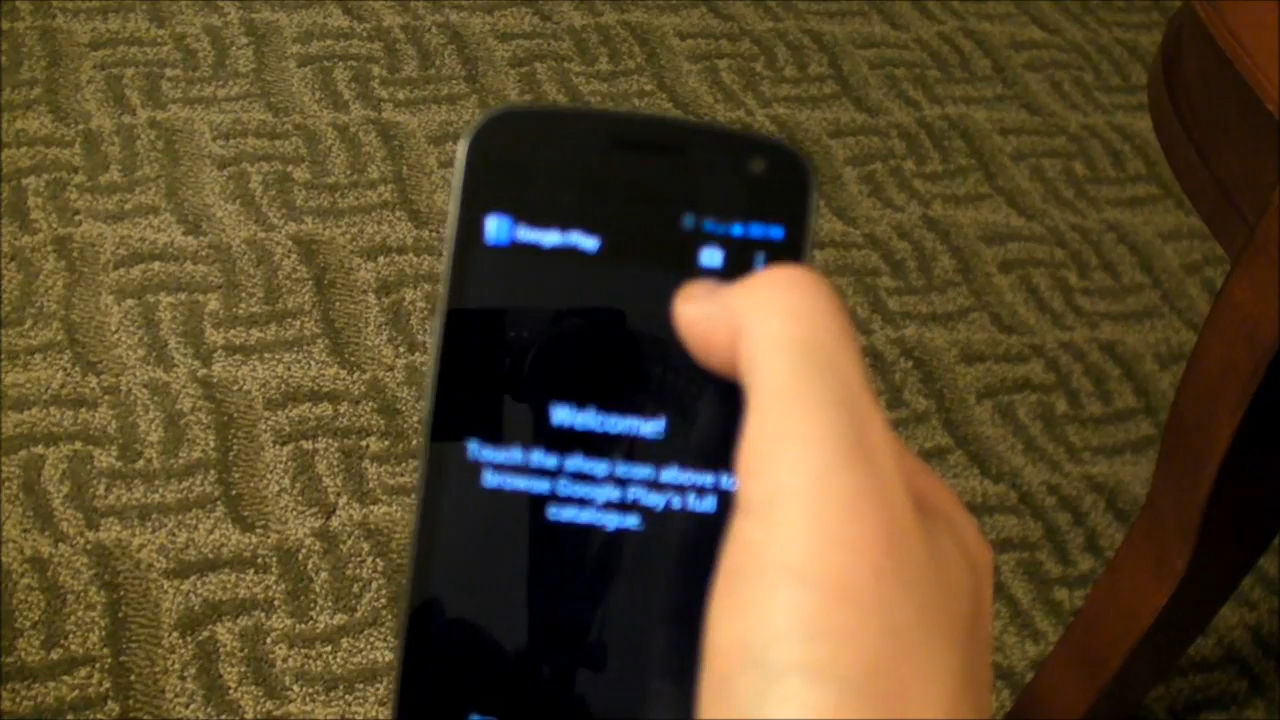 Google Play
Welcome!
Touch the shop icon above to
browse Google Play's full
catalogue.